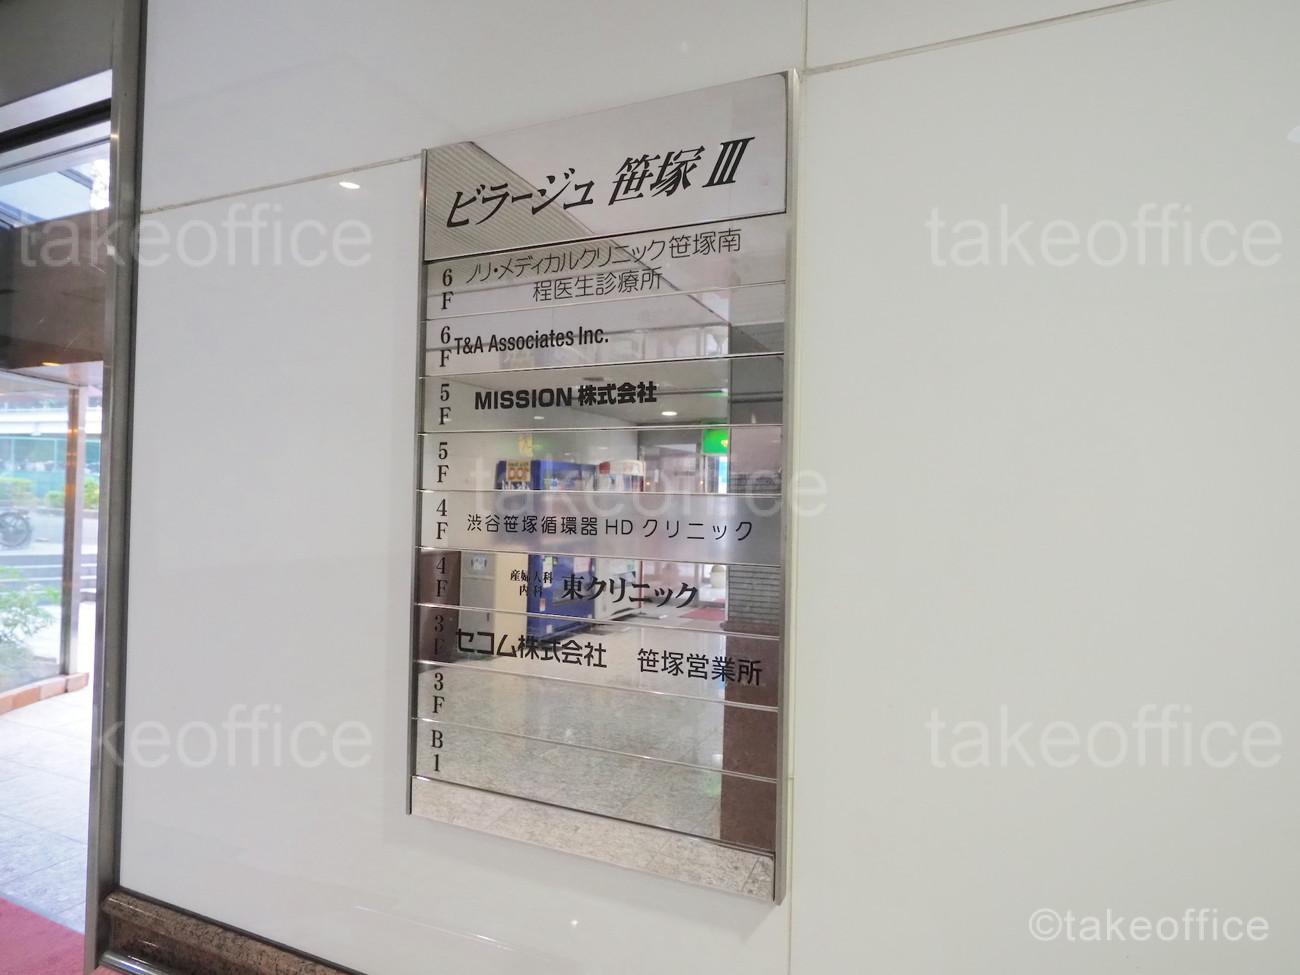 ビラージュ 笹塚 III
6F ノリ・メディカルクリニック笹塚南
程医生診療所
6F T&A Associates Inc.
5F MISSION 株式会社
5F
4F 渋谷笹塚循環器 HD クリニック
4F 産婦人科 内科 東クリニック
3F セコム株式会社 笹塚営業所
3F
B1
takeoffice
takeoffice
takeoffice
takeoffice
takeoffice
©takeoffice